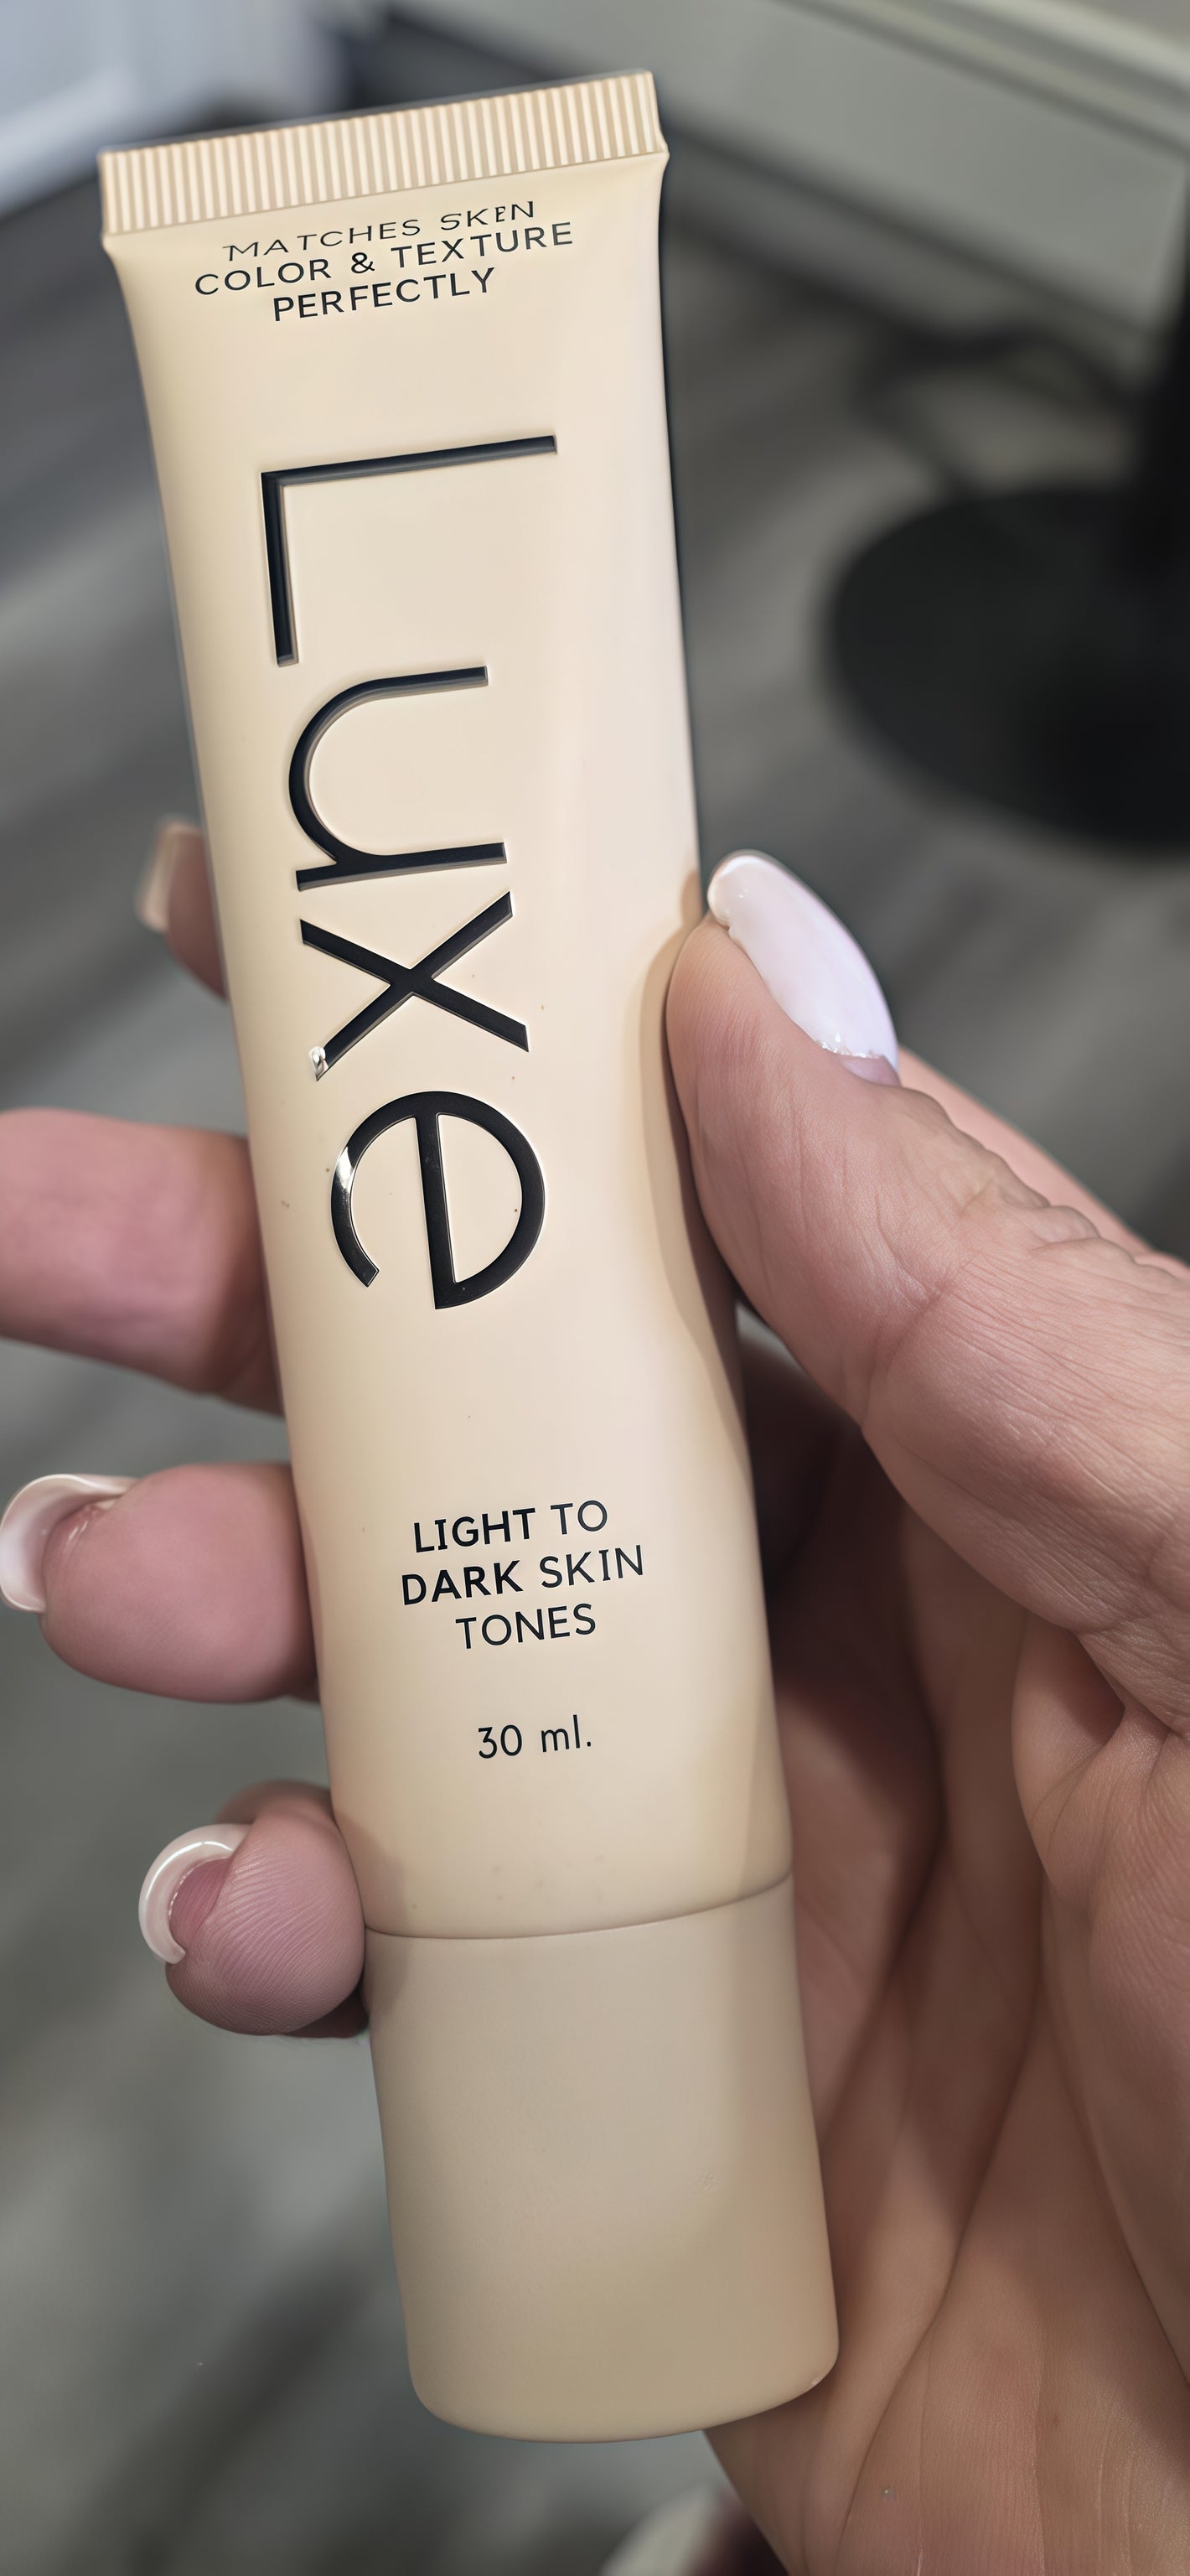 MATCHES SKEN
COLOR & TEXTURE
PERFECTLY
Luxe
LIGHT TO
DARK SKIN
TONES
30 ml.